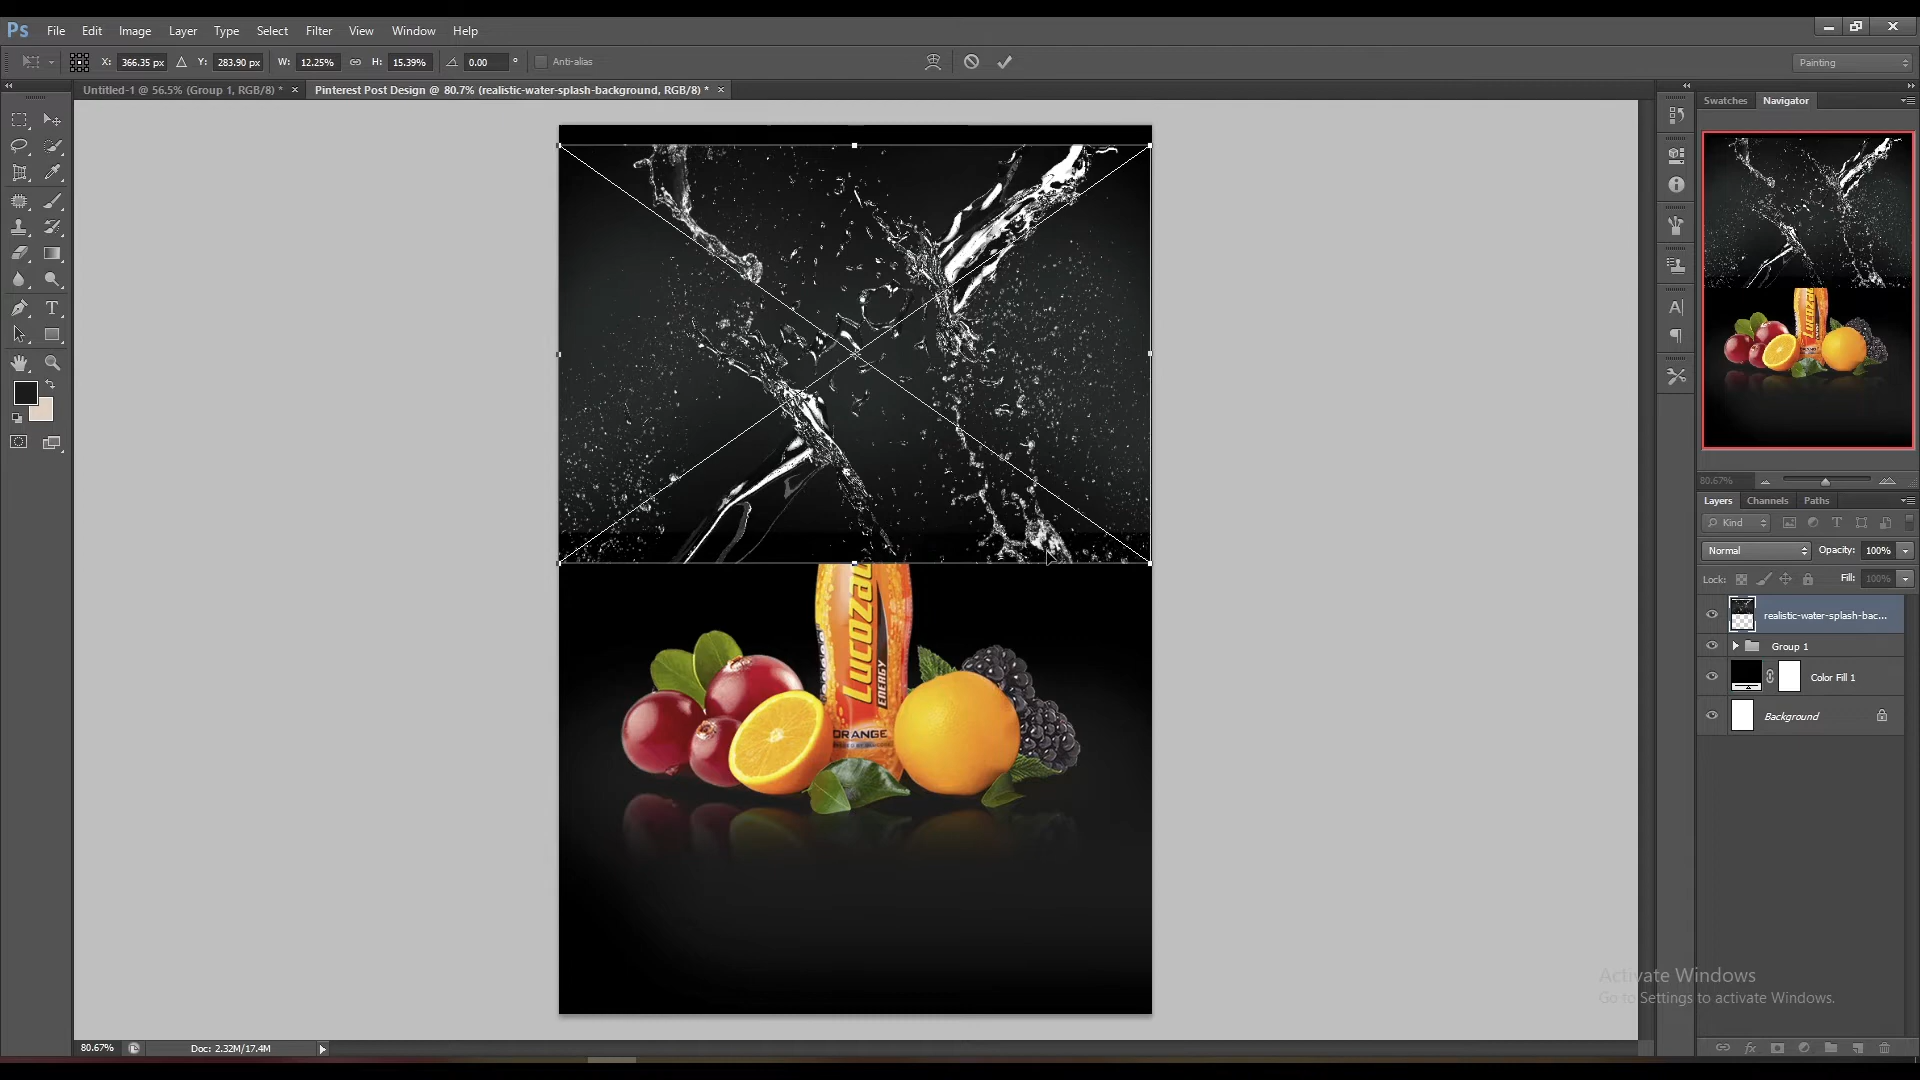 Ps File Edit Image Layer Type Select Filter View Window Help
X: 366.35 px Y: 283.90 px W: 12.25% H: 15.39% 0.00 ° Anti-alias Painting
Untitled-1 @ 56.5% (Group 1, RGB/8) * × Pinterest Post Design @ 80.7% (realistic-water-splash-background, RGB/8) * ×
Swatches Navigator
80.67%
Layers Channels Paths
Kind
Normal Opacity: 100%
Lock: Fill: 100%
realistic-water-splash-bac...
Group 1
Color Fill 1
Background
Lucozad
ENERGY
ORANGE
Activate Windows
Go to Settings to activate Windows.
80.67% Doc: 2.32M/17.4M